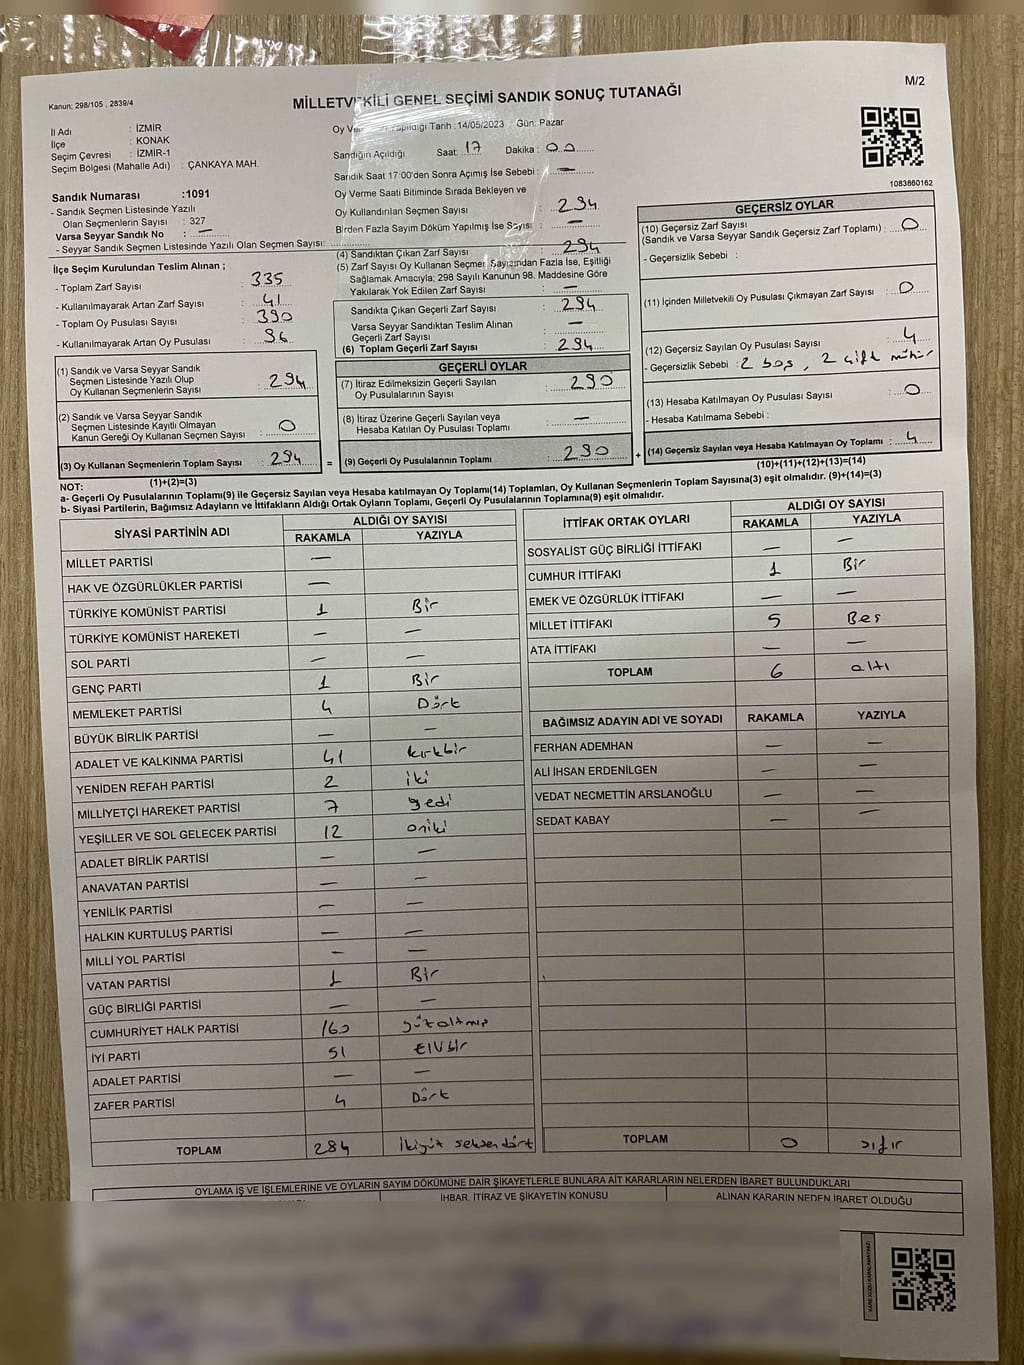 M/2
Kanun; 298/105 , 2839/4
MİLLETVEKİLİ GENEL SEÇİMİ SANDIK SONUÇ TUTANAĞI
İl Adı : İZMİR
İlçe : KONAK
Seçim Çevresi : İZMİR-1
Seçim Bölgesi (Mahalle Adı) : ÇANKAYA MAH.
Oy Tarih :14/05/2023 Gün: Pazar
Sandığın Açıldığı Saat: 17 Dakika : 00
Sandık Saat 17:00'den Sonra Açımış İse Sebebi : —
1083660162
Sandık Numarası :1091
- Sandık Seçmen Listesinde Yazılı
Olan Seçmenlerin Sayısı : 327
Varsa Seyyar Sandık No : —
- Seyyar Sandık Seçmen Listesinde Yazılı Olan Seçmen Sayısı:
Oy Verme Saati Bitiminde Sırada Bekleyen ve
Oy Kullandırılan Seçmen Sayısı : 294
Birden Fazla Sayım Döküm Yapılmış İse Sayısı : —
(4) Sandıktan Çıkan Zarf Sayısı : 294
(5) Zarf Sayısı Oy Kullanan Seçmen Sayısından Fazla İse, Eşitliği
Sağlamak Amacıyla; 298 Sayılı Kanunun 98. Maddesine Göre
Yakılarak Yok Edilen Zarf Sayısı : —
Sandıkta Çıkan Geçerli Zarf Sayısı : 294
Varsa Seyyar Sandıktan Teslim Alınan
Geçerli Zarf Sayısı : —
(6) Toplam Geçerli Zarf Sayısı : 294
İlçe Seçim Kurulundan Teslim Alınan ;
- Toplam Zarf Sayısı : 335
- Kullanılmayarak Artan Zarf Sayısı : 41
- Toplam Oy Pusulası Sayısı : 390
- Kullanılmayarak Artan Oy Pusulası : 96
(1) Sandık ve Varsa Seyyar Sandık
Seçmen Listesinde Yazılı Olup
Oy Kullanan Seçmenlerin Sayısı : 294
(2) Sandık ve Varsa Seyyar Sandık
Seçmen Listesinde Kayıtlı Olmayan
Kanun Gereği Oy Kullanan Seçmen Sayısı : 0
(3) Oy Kullanan Seçmenlerin Toplam Sayısı : 294 =
(1)+(2)=(3)
GEÇERLİ OYLAR
(7) İtiraz Edilmeksizin Geçerli Sayılan
Oy Pusulalarının Sayısı : 290
(8) İtiraz Üzerine Geçerli Sayılan veya
Hesaba Katılan Oy Pusulası Toplamı : —
(9) Geçerli Oy Pusulalarının Toplamı : 290 +
GEÇERSİZ OYLAR
(10) Geçersiz Zarf Sayısı
(Sandık ve Varsa Seyyar Sandık Geçersiz Zarf Toplamı) : 0
- Geçersizlik Sebebi :
(11) İçinden Milletvekili Oy Pusulası Çıkmayan Zarf Sayısı : 0
(12) Geçersiz Sayılan Oy Pusulası Sayısı : 4
- Geçersizlik Sebebi : 2 boş , 2 çift mühür
(13) Hesaba Katılmayan Oy Pusulası Sayısı : 0
- Hesaba Katılmama Sebebi :
(14) Geçersiz Sayılan veya Hesaba Katılmayan Oy Toplamı : 4
(10)+(11)+(12)+(13)=(14)
NOT:
a- Geçerli Oy Pusulalarının Toplamı(9) ile Geçersiz Sayılan veya Hesaba katılmayan Oy Toplamı(14) Toplamları, Oy Kullanan Seçmenlerin Toplam Sayısına(3) eşit olmalıdır. (9)+(14)=(3)
b- Siyasi Partilerin, Bağımsız Adayların ve İttifakların Aldığı Ortak Oyların Toplamı, Geçerli Oy Pusulalarının Toplamına(9) eşit olmalıdır.
SİYASİ PARTİNİN ADI ALDIĞI OY SAYISI
RAKAMLA YAZIYLA
MİLLET PARTİSİ —
HAK VE ÖZGÜRLÜKLER PARTİSİ —
TÜRKİYE KOMÜNİST PARTİSİ 1 Bir
TÜRKİYE KOMÜNİST HAREKETİ — —
SOL PARTİ — —
GENÇ PARTİ 1 Bir
MEMLEKET PARTİSİ 4 Dört
BÜYÜK BİRLİK PARTİSİ — —
ADALET VE KALKINMA PARTİSİ 41 kırkbir
YENİDEN REFAH PARTİSİ 2 iki
MİLLİYETÇİ HAREKET PARTİSİ 7 yedi
YEŞİLLER VE SOL GELECEK PARTİSİ 12 oniki
ADALET BİRLİK PARTİSİ — —
ANAVATAN PARTİSİ — —
YENİLİK PARTİSİ — —
HALKIN KURTULUŞ PARTİSİ — —
MİLLİ YOL PARTİSİ — —
VATAN PARTİSİ 1 Bir
GÜÇ BİRLİĞİ PARTİSİ — —
CUMHURİYET HALK PARTİSİ 160 yüzaltmış
İYİ PARTİ 51 Ellibir
ADALET PARTİSİ — —
ZAFER PARTİSİ 4 Dört
TOPLAM 284 ikiyüz seksendört
İTTİFAK ORTAK OYLARI ALDIĞI OY SAYISI
RAKAMLA YAZIYLA
SOSYALİST GÜÇ BİRLİĞİ İTTİFAKI — —
CUMHUR İTTİFAKI 1 Bir
EMEK VE ÖZGÜRLÜK İTTİFAKI — —
MİLLET İTTİFAKI 5 Beş
ATA İTTİFAKI — —
TOPLAM 6 altı
BAĞIMSIZ ADAYIN ADI VE SOYADI RAKAMLA YAZIYLA
FERHAN ADEMHAN — —
ALİ İHSAN ERDENİLGEN — —
VEDAT NECMETTİN ARSLANOĞLU — —
SEDAT KABAY — —
TOPLAM 0 sıfır
OYLAMA İŞ VE İŞLEMLERİNE VE OYLARIN SAYIM DÖKÜMÜNE DAİR ŞİKAYETLERLE BUNLARA AİT KARARLARIN NELERDEN İBARET BULUNDUKLARI
İHBAR, İTİRAZ VE ŞİKAYETİN KONUSU ALINAN KARARIN NEDEN İBARET OLDUĞU